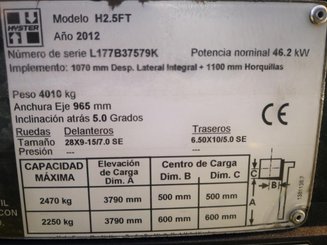 HYSTER
Modelo H2.5FT
Año 2012
Número de serie L177B37579K Potencia nominal 46.2 kW
Implemento: 1070 mm Desp. Lateral Integral + 1100 mm Horquillas
Peso 4010 kg
Anchura Eje 965 mm
Inclinación atrás 5.0 Grados
CE
Ruedas Delanteros Traseros
Tamaño 28X9-15/7.0 SE 6.50X10/5.0 SE
Presión --- ---
CAPACIDAD MÁXIMA Elevación de Carga Dim. A Centro de Carga Dim. B Dim. C
2470 kg 3790 mm 500 mm 500 mm
2250 kg 3790 mm 600 mm 600 mm
C
B
A
CON